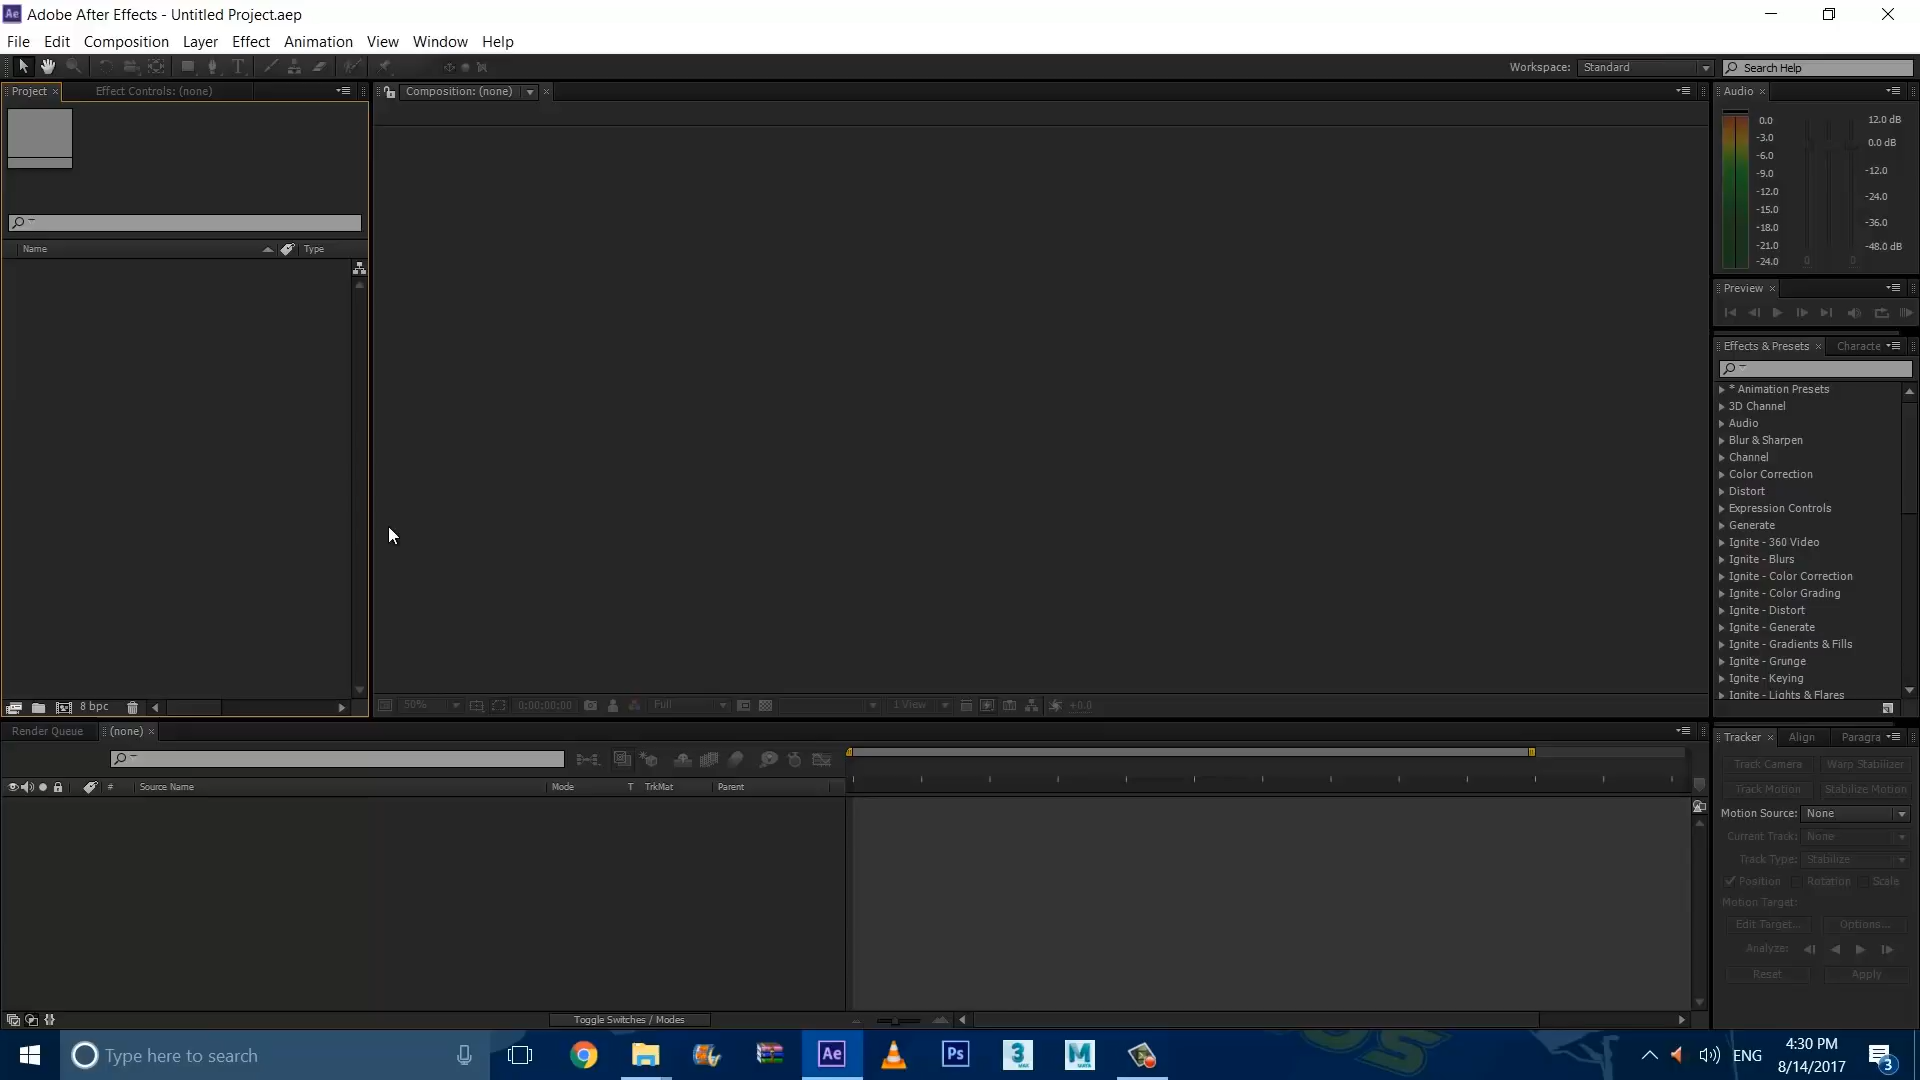 Ae Adobe After Effects - Untitled Project.aep
File Edit Composition Layer Effect Animation View Window Help
T Workspace: Standard Search Help
Project Effect Controls: (none) Composition: (none)
Name Type
8 bpc
50% 0:00:00:00 Full 1 View +0.0
Audio
0.0
-3.0
-6.0
-9.0
-12.0
-15.0
-18.0
-21.0
-24.0
12.0 dB
0.0 dB
-12.0
-24.0
-36.0
-48.0 dB
0 0
Preview
Effects & Presets Characte
* Animation Presets
3D Channel
Audio
Blur & Sharpen
Channel
Color Correction
Distort
Expression Controls
Generate
Ignite - 360 Video
Ignite - Blurs
Ignite - Color Correction
Ignite - Color Grading
Ignite - Distort
Ignite - Generate
Ignite - Gradients & Fills
Ignite - Grunge
Ignite - Keying
Ignite - Lights & Flares
Render Queue (none)
# Source Name Mode T TrkMat Parent
Toggle Switches / Modes
Tracker Align Paragra
Track Camera Warp Stabilizer
Track Motion Stabilize Motion
Motion Source: None
Current Track: None
Track Type: Stabilize
Position Rotation Scale
Motion Target:
Edit Target... Options...
Analyze:
Reset Apply
Type here to search
Ae Ps 3 M
ENG
4:30 PM
8/14/2017
3